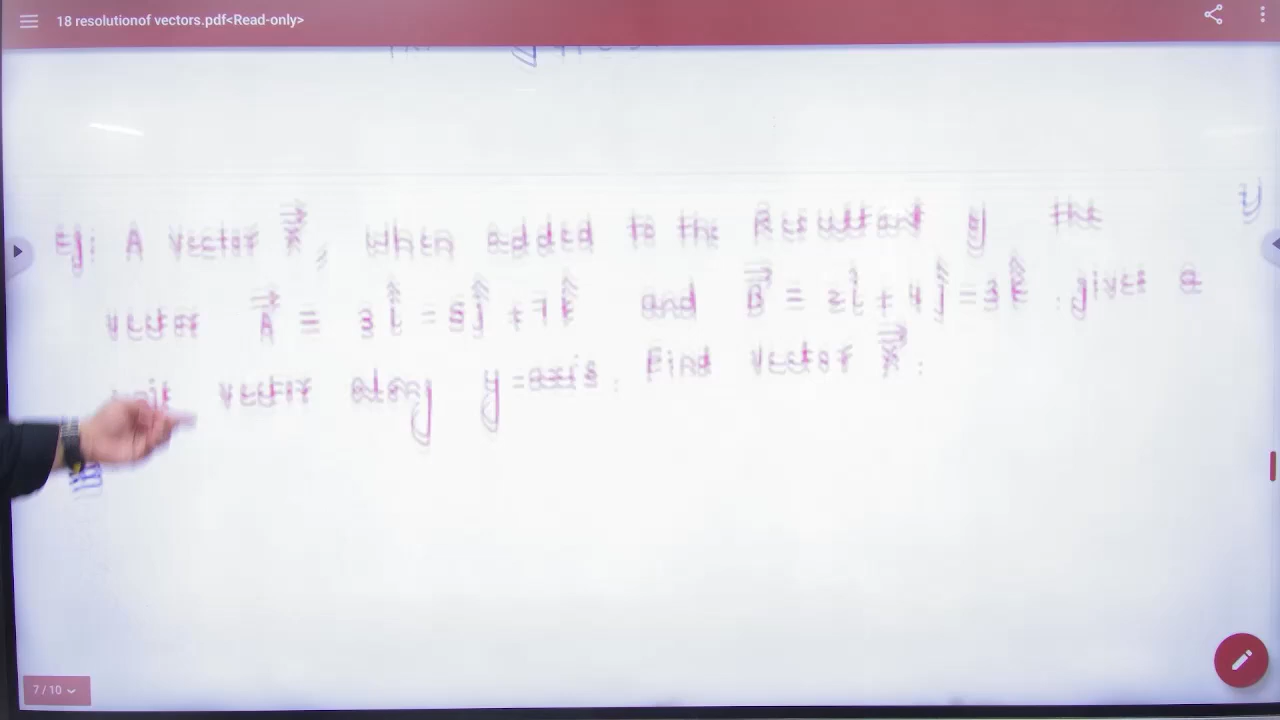 18 resolutionof vectors.pdf<Read-only>
Eg: A vector X⃗, when added to the Resultant of the
vector A⃗ = 3î - 5ĵ + 7k̂ and B⃗ = 2î + 4ĵ - 3k̂, gives a
unit vector along y-axis. Find vector X⃗.
y
7 / 10